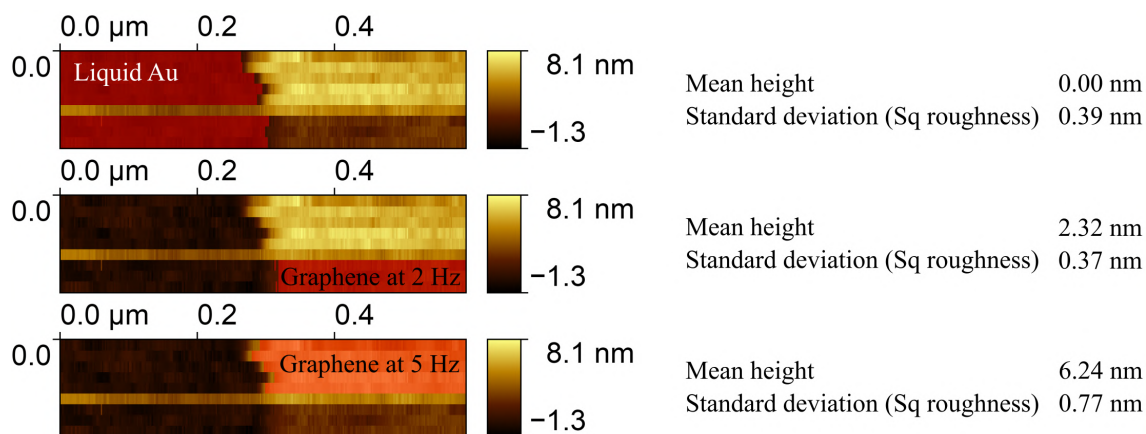 0.0 µm 0.2 0.4
0.0
Liquid Au
8.1 nm
−1.3
Mean height 0.00 nm
Standard deviation (Sq roughness) 0.39 nm
0.0 µm 0.2 0.4
0.0
8.1 nm
−1.3
Graphene at 2 Hz
Mean height 2.32 nm
Standard deviation (Sq roughness) 0.37 nm
0.0 µm 0.2 0.4
0.0
8.1 nm
Graphene at 5 Hz
−1.3
Mean height 6.24 nm
Standard deviation (Sq roughness) 0.77 nm